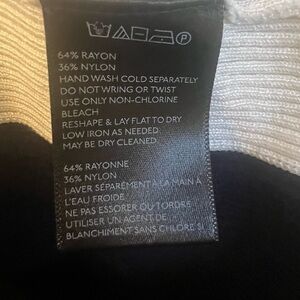 64% RAYON
36% NYLON
HAND WASH COLD SEPARATELY
DO NOT WRING OR TWIST
USE ONLY NON-CHLORINE
BLEACH
RESHAPE & LAY FLAT TO DRY
LOW IRON AS NEEDED
MAY BE DRY CLEANED
64% RAYONNE
36% NYLON
LAVER SÉPARÉMENT À LA MAIN À
L'EAU FROIDE
NE PAS ESSORER OU TORDRE
UTILISER UN AGENT DE
BLANCHIMENT SANS CHLORE SI